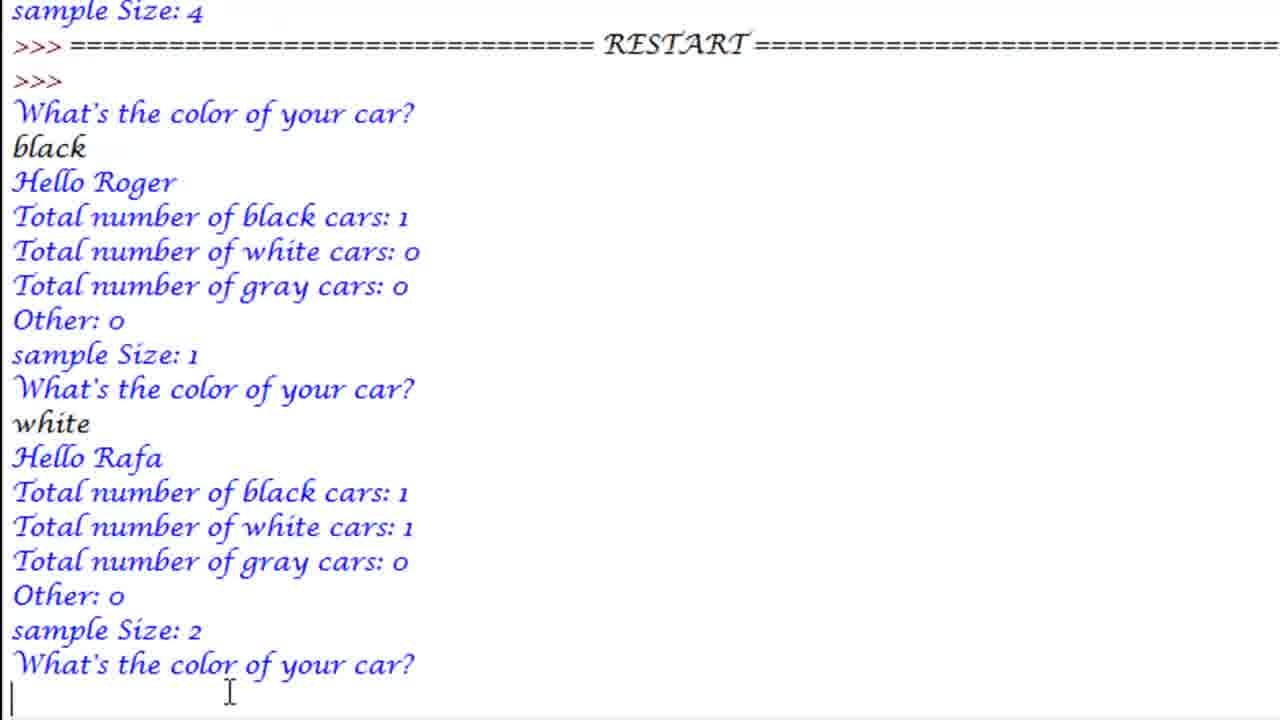 sample Size: 4
>>> ================================ RESTART ================================
>>>
What's the color of your car?
black
Hello Roger
Total number of black cars: 1
Total number of white cars: 0
Total number of gray cars: 0
Other: 0
sample Size: 1
What's the color of your car?
white
Hello Rafa
Total number of black cars: 1
Total number of white cars: 1
Total number of gray cars: 0
Other: 0
sample Size: 2
What's the color of your car?